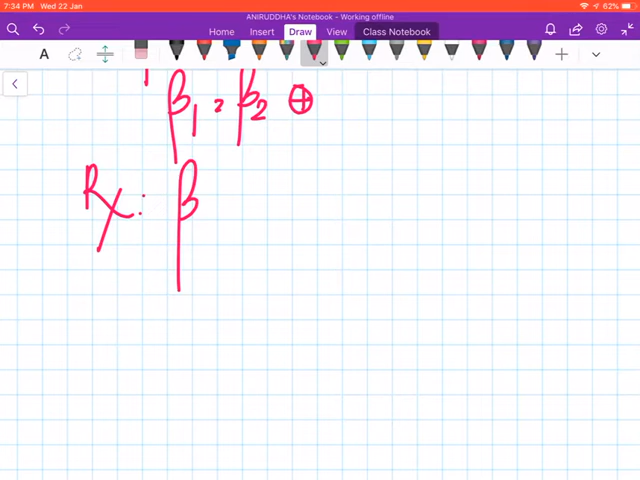 7:34 PM Wed 22 Jan
ANIRUDDHA's Notebook - Working offline
62%
Home Insert Draw View Class Notebook
A
β₁, β₂ ⊕
Rx: β